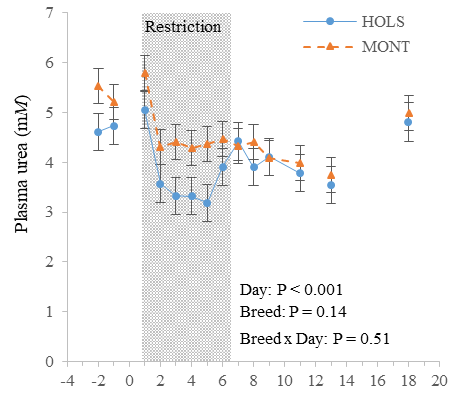 7
6
5
4
3
2
1
0
Plasma urea (mM)
Restriction
HOLS
MONT
Day: P < 0.001
Breed: P = 0.14
Breed x Day: P = 0.51
-4 -2 0 2 4 6 8 10 12 14 16 18 20